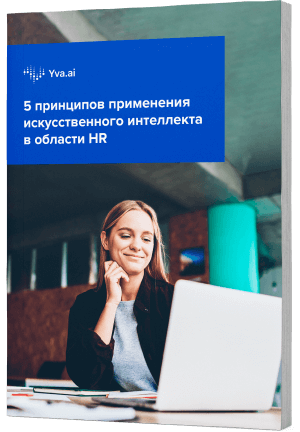 Yva.ai
5 принципов применения
искусственного интеллекта
в области HR